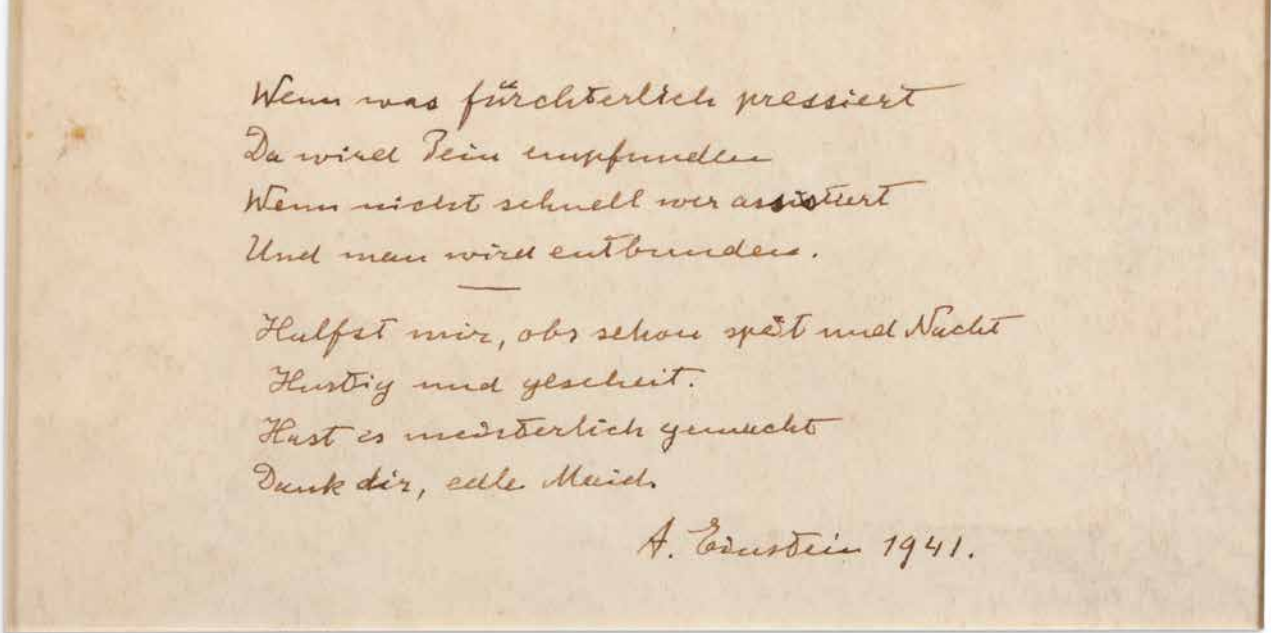 Wenn was fürchterlich pressiert
Da wird Pein empfunden
Wenn nicht schnell wer assistiert
Und man wird entbunden.
Halfst mir, obs schon spät und Nacht
Hurtig und gescheit.
Hast es meisterlich gemacht
Dank dir, edle Maid.
A. Einstein 1941.